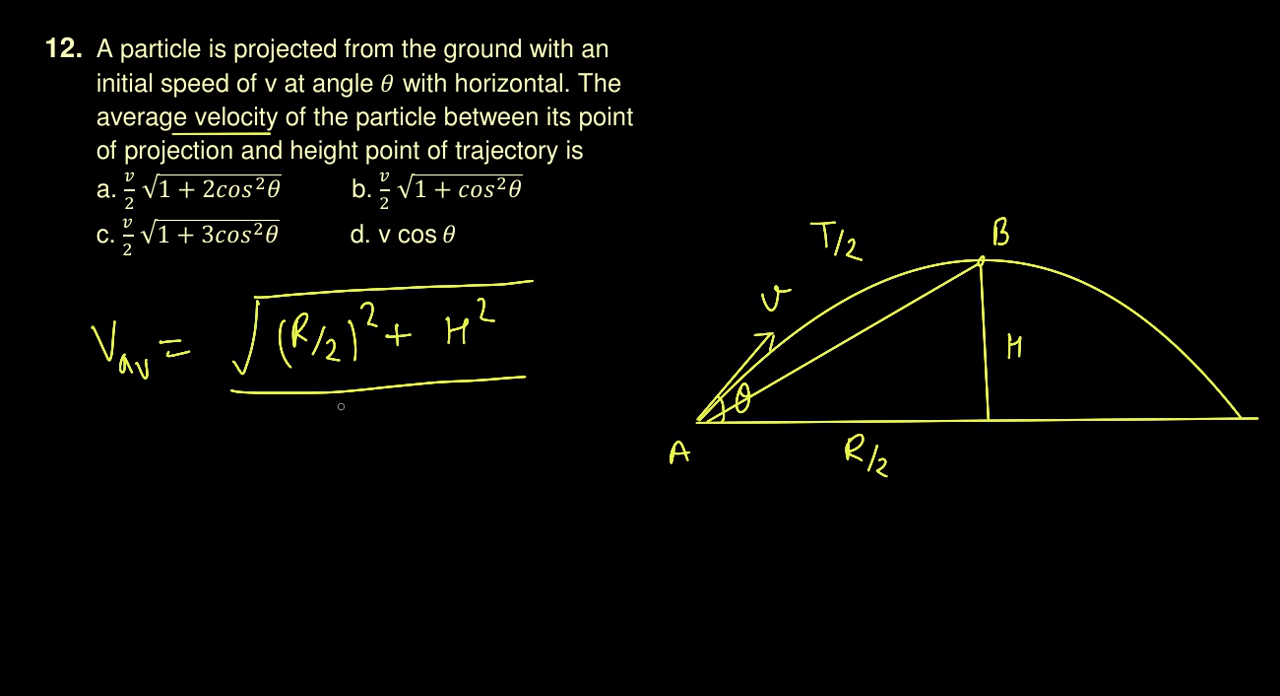 12. A particle is projected from the ground with an
initial speed of v at angle θ with horizontal. The
average velocity of the particle between its point
of projection and height point of trajectory is
a. v/2 √1 + 2cos²θ b. v/2 √1 + cos²θ
c. v/2 √1 + 3cos²θ d. v cos θ
T/2
B
v
V_av = √(R/2)² + H²
H
θ
A
R/2